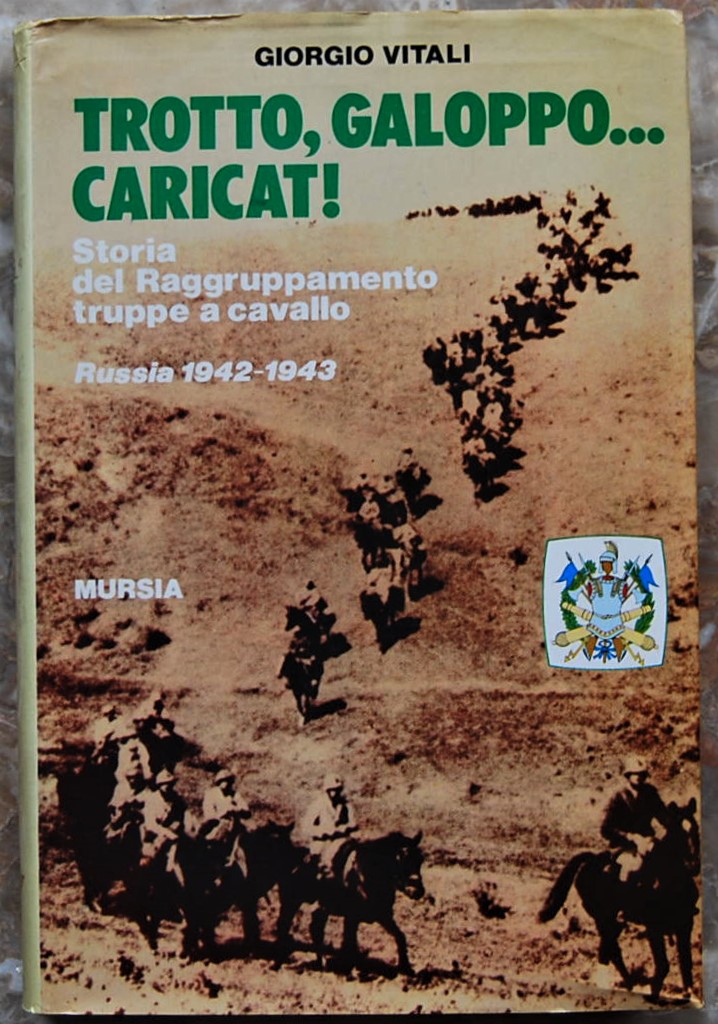 GIORGIO VITALI
TROTTO, GALOPPO...
CARICAT!
Storia
del Raggruppamento
truppe a cavallo
Russia 1942-1943
MURSIA